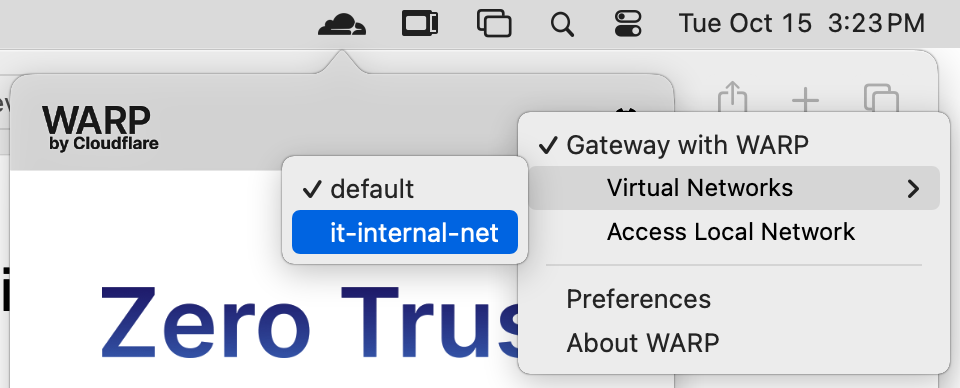 Tue Oct 15 3:23 PM
WARP
by Cloudflare
Gateway with WARP
Virtual Networks
Access Local Network
Preferences
About WARP
default
it-internal-net
Zero Trus